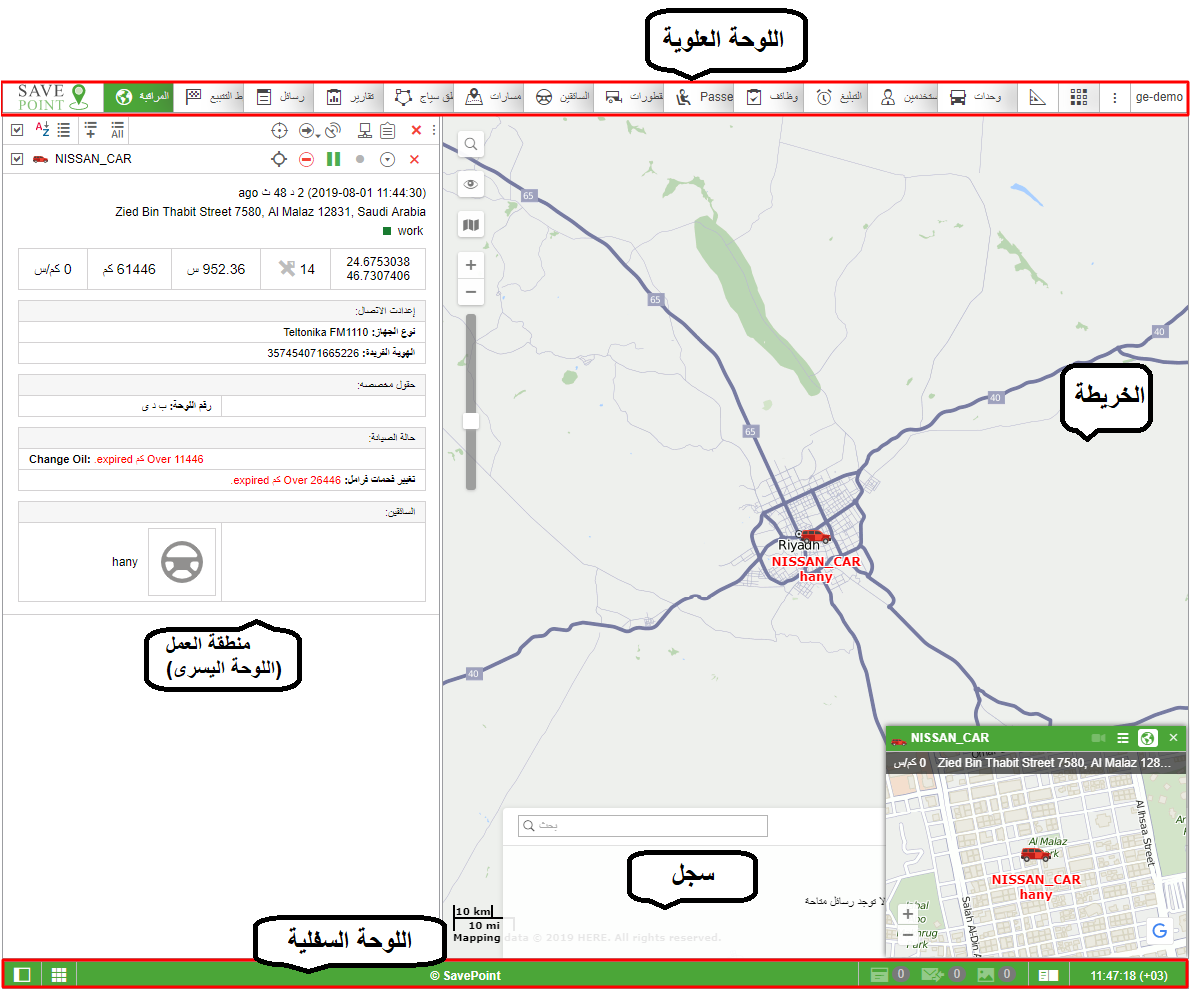 اللوحة العلوية
SAVE
POINT
المراقبة
ط التتبع
رسائل
تقارير
طق سياج
مسارات
السائقين
قطورات
Passe
وظائف
التبليغ
ستخدمين
وحدات
ge-demo
All
NISSAN_CAR
ago 2 د 48 ث (2019-08-01 11:44:30)
Zied Bin Thabit Street 7580, Al Malaz 12831, Saudi Arabia
work
0 كم/س
61446 كم
952.36 س
14
24.6753038
46.7307406
إعدادت الاتصال:
نوع الجهاز: Teltonika FM1110
الهوية الفريدة: 357454071665226
حقول مخصصه:
رقم اللوحة: ب د ى
حالة الصيانة:
Change Oil: .expired كم Over 11446
تغيير فحمات فرامل: Over 26446 كم expired.
السائقين:
hany
منطقة العمل
(اللوحة اليسرى)
65
65
65
40
40
40
الخريطة
Riyadh
NISSAN_CAR
hany
بحث
سجل
لا توجد رسائل متاحة
10 km
10 mi
Mapping data © 2019 HERE. All rights reserved.
NISSAN_CAR
0 كم/س Zied Bin Thabit Street 7580, Al Malaz 128...
Al Ihsaa Street
Al Malaz
NISSAN_CAR
hany
Salah Al-Din A
G
اللوحة السفلية
© SavePoint
0
0
0
11:47:18 (+03)